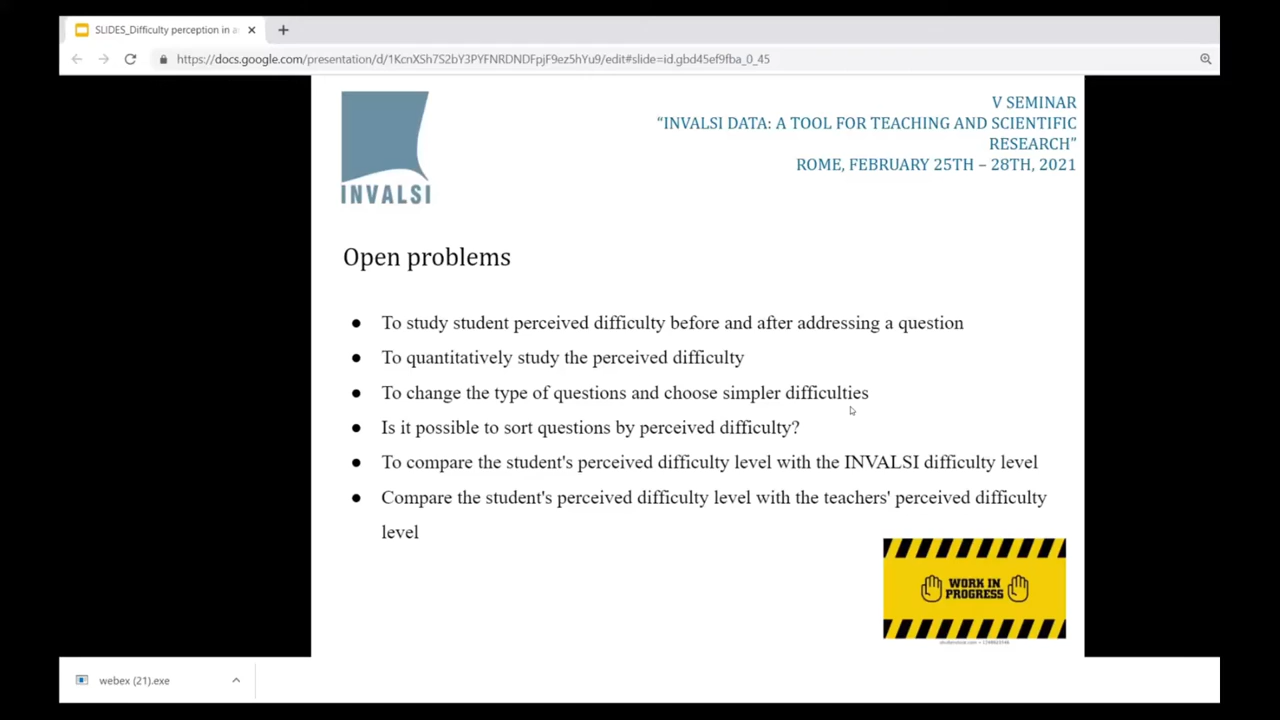 SLIDES_Difficulty perception in a
https://docs.google.com/presentation/d/1KcnXSh7S2bY3PYFNRDNDFpjF9ez5hYu9/edit#slide=id.gbd45ef9fba_0_45
INVALSI
V SEMINAR
“INVALSI DATA: A TOOL FOR TEACHING AND SCIENTIFIC
RESEARCH”
ROME, FEBRUARY 25TH – 28TH, 2021
Open problems
● To study student perceived difficulty before and after addressing a question
● To quantitatively study the perceived difficulty
● To change the type of questions and choose simpler difficulties
● Is it possible to sort questions by perceived difficulty?
● To compare the student's perceived difficulty level with the INVALSI difficulty level
● Compare the student's perceived difficulty level with the teachers' perceived difficulty
level
WORK IN
PROGRESS
webex (21).exe